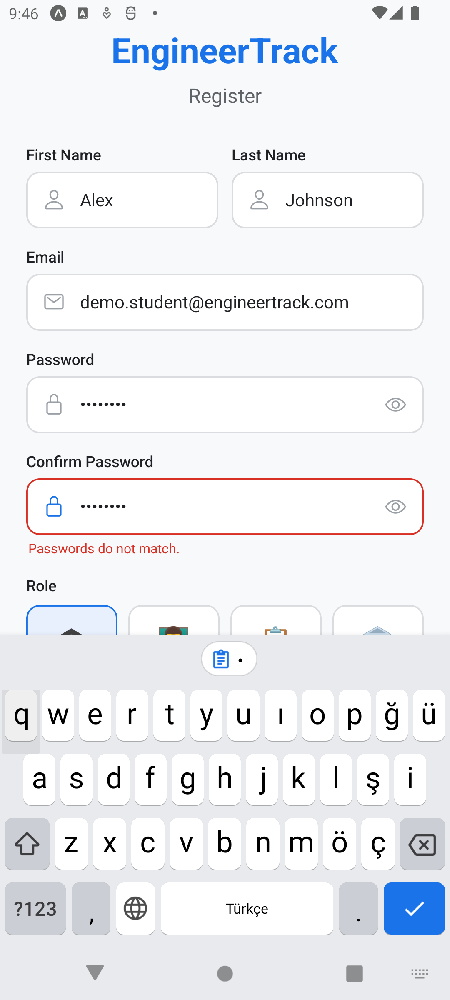 9:46
EngineerTrack
Register
First Name
Last Name
Alex
Johnson
Email
demo.student@engineertrack.com
Password
••••••••
Confirm Password
••••••••
Passwords do not match.
Role
q w e r t y u ı o p ğ ü
a s d f g h j k l ş i
z x c v b n m ö ç
?123 , Türkçe .